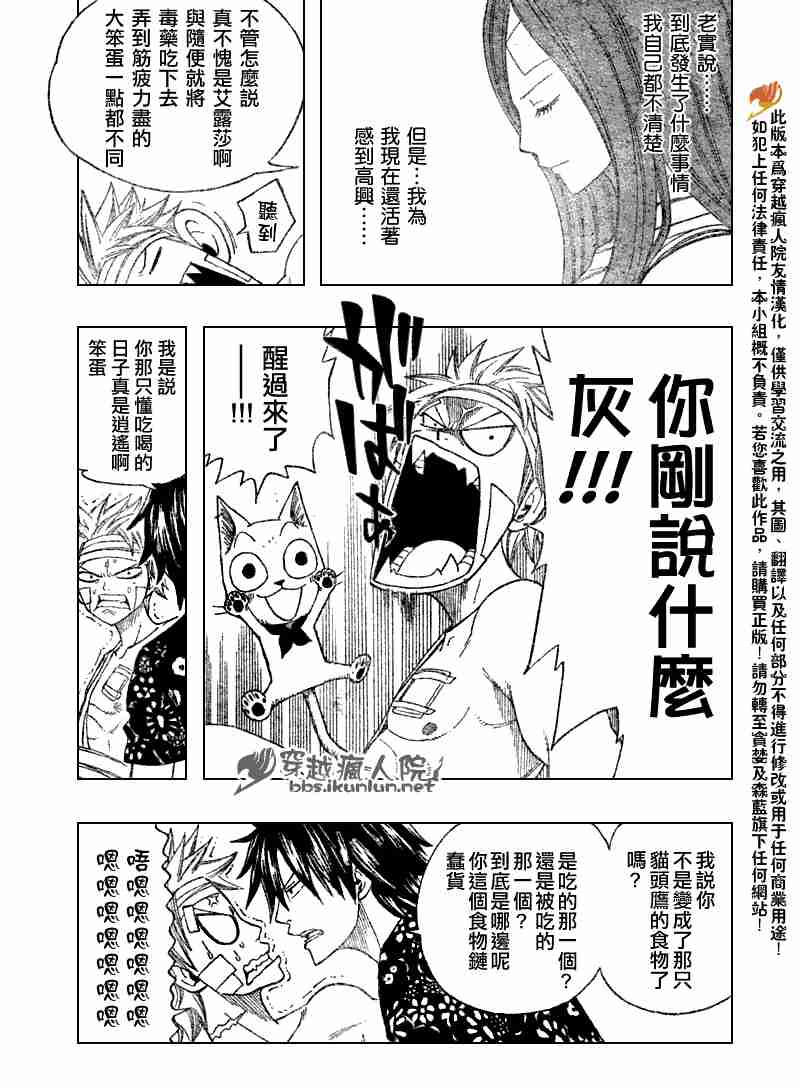 老實說……
到底發生了什麼事情
我自己都不清楚
但是…我為
我現在還活著
感到高興……
不管怎麼說
真不愧是艾露莎啊
與隨便就將
毒藥吃下去
弄到筋疲力盡的
大笨蛋一點都不同
你剛說什麼
灰!!!
ガバッ
醒過來了
——!!!
我是說
你那只懂吃喝的
日子真是逍遙啊
笨蛋
我說你
不是變成了那只
貓頭鷹的食物了
嗎?
是吃的那一個?
還是被吃的
那一個?
到底是哪邊呢
你這個食物鏈
蠢貨
唔嗯嗯嗯嗯嗯嗯
嗯嗯嗯嗯嗯嗯嗯
穿越瘋人院
bbs.ikunlun.net
此版本爲穿越瘋人院友情漢化,僅供學習交流之用,其圖、翻譯以及任何部分不得進行修改或用于任何商業用途!
如犯上任何法律責任,本小組概不負責。若您喜歡此作品,請購買正版!請勿轉至貪婪及森藍旗下任何網站!